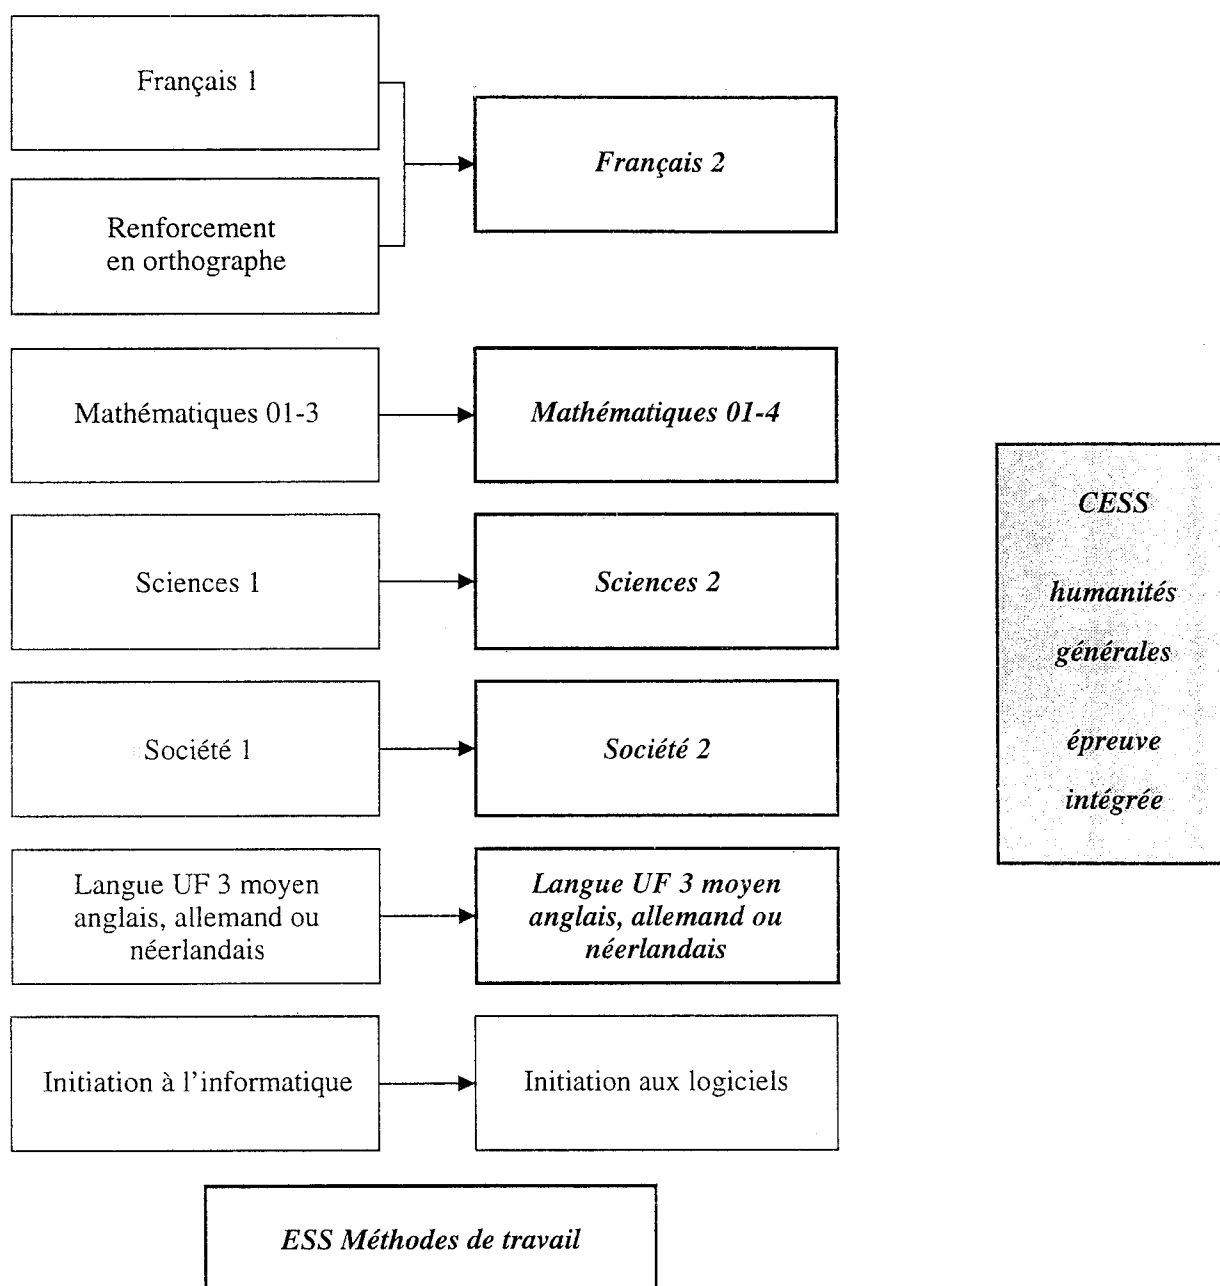 Français 1
Français 2
Renforcement
en orthographe
Mathématiques 01-3
Mathématiques 01-4
Sciences 1
Sciences 2
Société 1
Société 2
Langue UF 3 moyen
anglais, allemand ou
néerlandais
Langue UF 3 moyen
anglais, allemand ou
néerlandais
Initiation à l'informatique
Initiation aux logiciels
ESS Méthodes de travail
CESS
humanités
générales
épreuve
intégrée